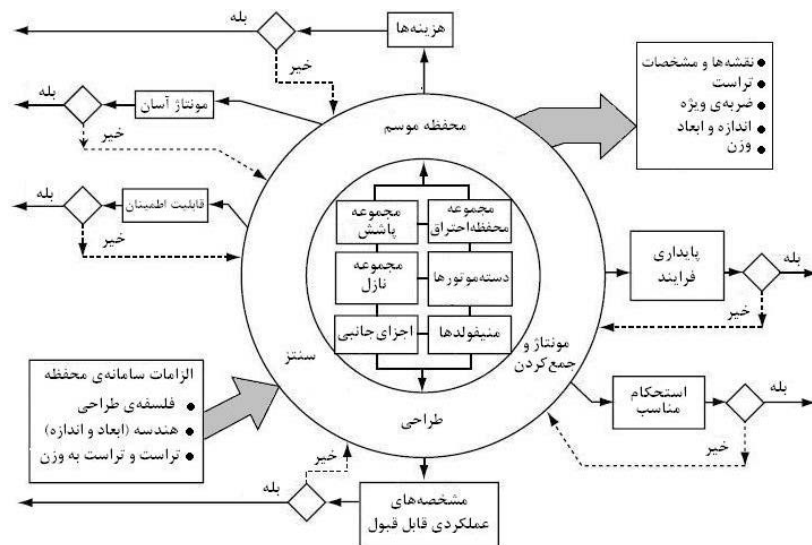 هزینه‌ها
بله
خیر
نقشه‌ها و مشخصات
تراست
ضربه‌ی ویژه
اندازه و ابعاد
وزن
مونتاژ آسان
بله
خیر
محفظه موسم
قابلیت اطمینان
بله
خیر
مجموعه
پاشش
مجموعه
محفظه احتراق
مجموعه
نازل
دسته موتورها
اجزای جانبی
منیفولدها
پایداری
فرایند
بله
خیر
مونتاژ و
جمع‌کردن
سنتز
طراحی
استحکام
مناسب
بله
خیر
الزامات سامانه‌ی محفظه
فلسفه‌ی طراحی
هندسه (ابعاد و اندازه)
تراست و تراست به وزن
مشخصه‌های
عملکردی قابل قبول
بله
خیر